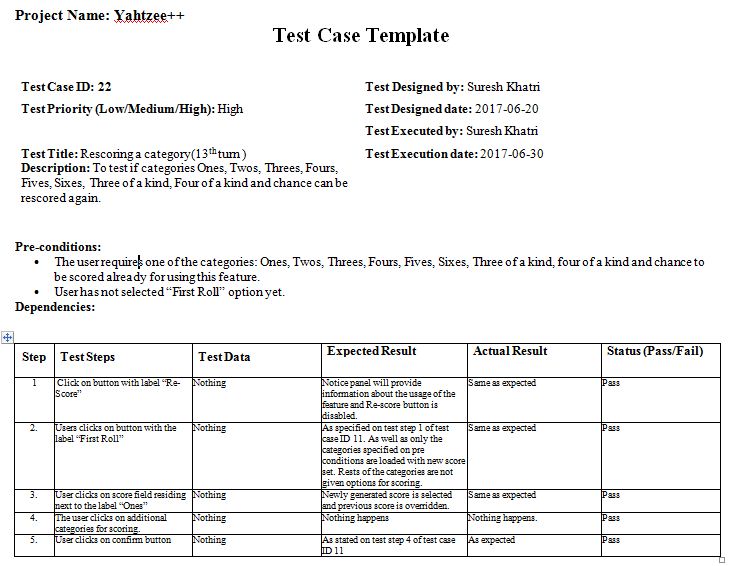 Project Name: Yahtzee++
Test Case Template
Test Case ID: 22
Test Designed by: Suresh Khatri
Test Priority (Low/Medium/High): High
Test Designed date: 2017-06-20
Test Executed by: Suresh Khatri
Test Title: Rescoring a category(13th turn)
Test Execution date: 2017-06-30
Description: To test if categories Ones, Twos, Threes, Fours,
Fives, Sixes, Three of a kind, Four of a kind and chance can be
rescored again.
Pre-conditions:
• The user requires one of the categories: Ones, Twos, Threes, Fours, Fives, Sixes, Three of a kind, four of a kind and chance to
be scored already for using this feature.
• User has not selected “First Roll” option yet.
Dependencies:
Step
Test Steps
Test Data
Expected Result
Actual Result
Status (Pass/Fail)
1
Click on button with label “Re-
Score”
Nothing
Notice panel will provide
information about the usage of the
feature and Re-score button is
disabled.
Same as expected
Pass
2.
Users clicks on button with the
label “First Roll”
Nothing
As specified on test step 1 of test
case ID 11. As well as only the
categories specified on pre
conditions are loaded with new score
set. Rests of the categories are not
given options for scoring.
Same as expected
Pass
3.
User clicks on score field residing
next to the label “Ones”
Nothing
Newly generated score is selected
and previous score is overridden.
Same as expected
Pass
4.
The user clicks on additional
categories for scoring.
Nothing
Nothing happens
Nothing happens.
Pass
5.
User clicks on confirm button
Nothing
As stated on test step 4 of test case
ID 11
As expected
Pass